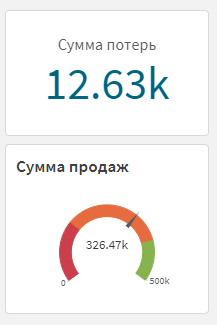 Сумма потерь
12.63k
Сумма продаж
326.47k
0
500k